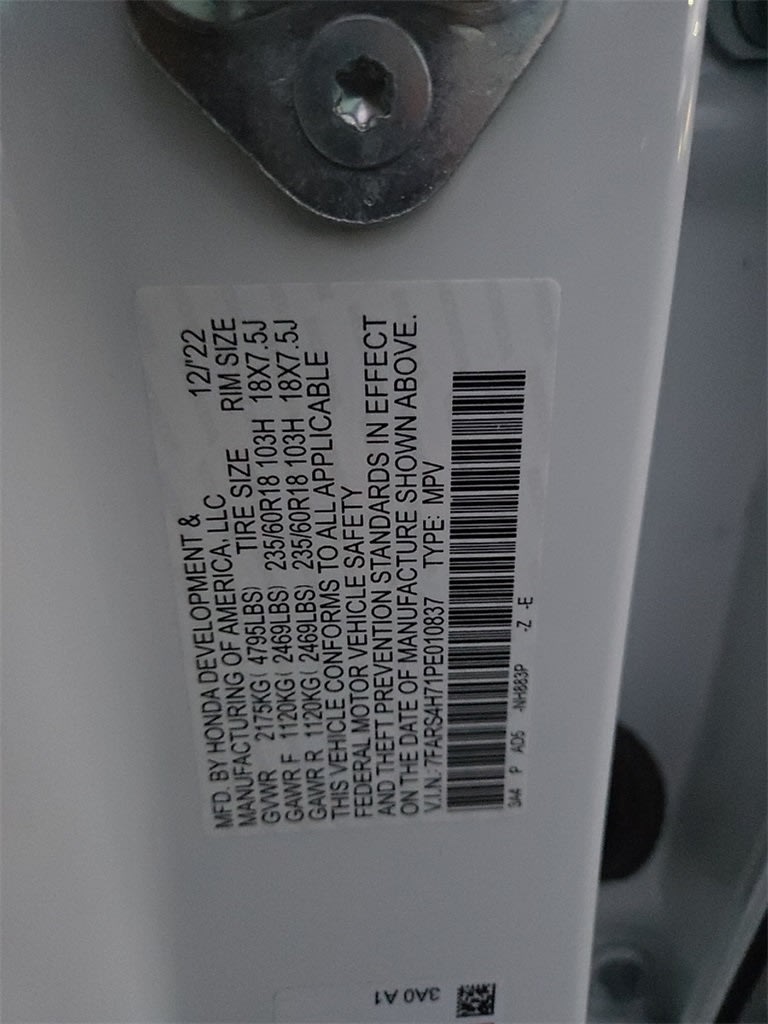 MFD. BY HONDA DEVELOPMENT & 12/'22
MANUFACTURING OF AMERICA, LLC
TIRE SIZE RIM SIZE
GVWR 2175KG( 4795LBS) 235/60R18 103H 18X7.5J
GAWR F 1120KG( 2469LBS) 235/60R18 103H 18X7.5J
GAWR R 1120KG( 2469LBS)
THIS VEHICLE CONFORMS TO ALL APPLICABLE
FEDERAL MOTOR VEHICLE SAFETY
AND THEFT PREVENTION STANDARDS IN EFFECT
ON THE DATE OF MANUFACTURE SHOWN ABOVE.
V.I.N.: 7FARS4H71PE010837 TYPE: MPV
344 P AD5 -NH883P -Z -E
3A0 A1